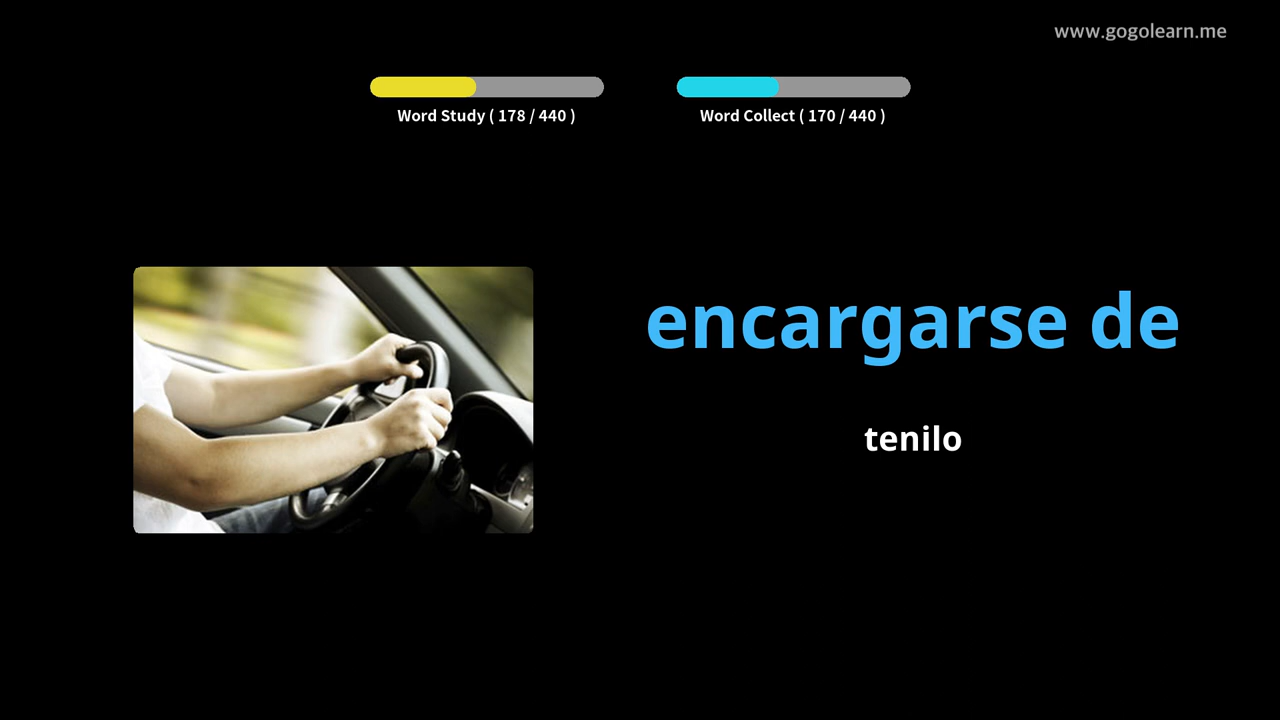 www.gogolearn.me
Word Study ( 178 / 440 )
Word Collect ( 170 / 440 )
encargarse de
tenilo